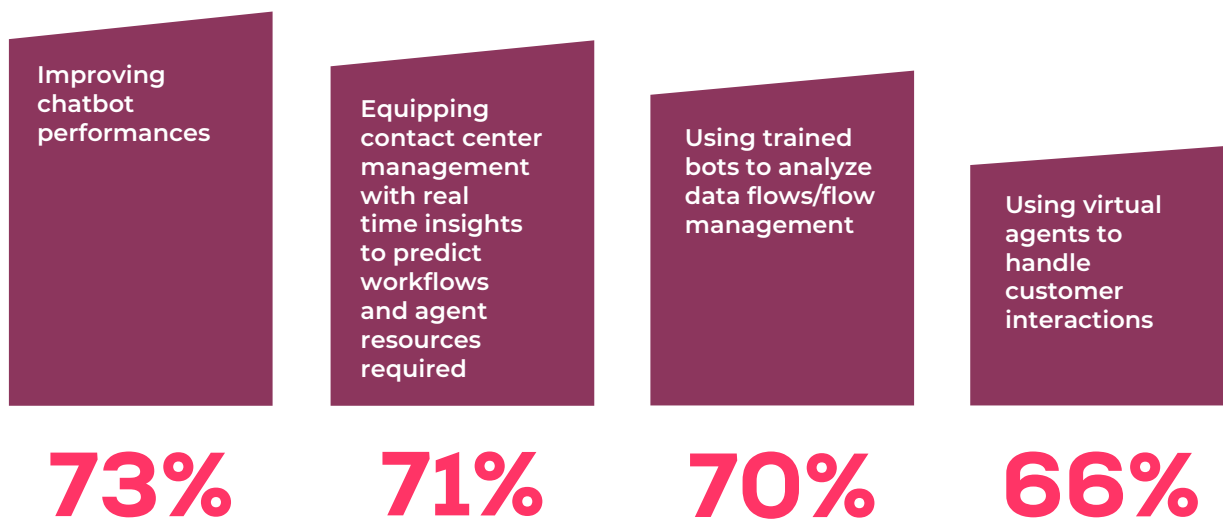 Improving
chatbot
performances
Equipping
contact center
management
with real
time insights
to predict
workflows
and agent
resources
required
Using trained
bots to analyze
data flows/flow
management
Using virtual
agents to
handle
customer
interactions
73%
71%
70%
66%